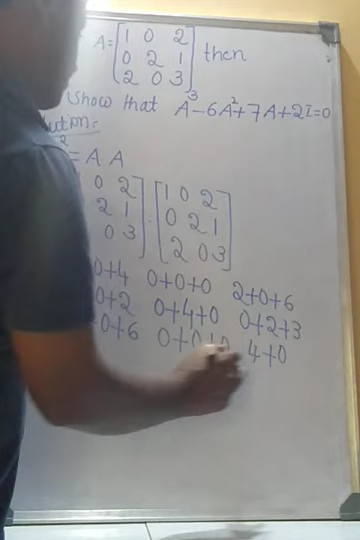 A = [1 0 2
0 2 1
2 0 3] then
Show that A³-6A²+7A+2I=0
2
= A A
0 2
2 1
0 3] . [1 0 2
0 2 1
2 0 3]
0+4 0+0+0 2+0+6
0+2 0+4+0 0+2+3
0+6 0+0+0 4+0